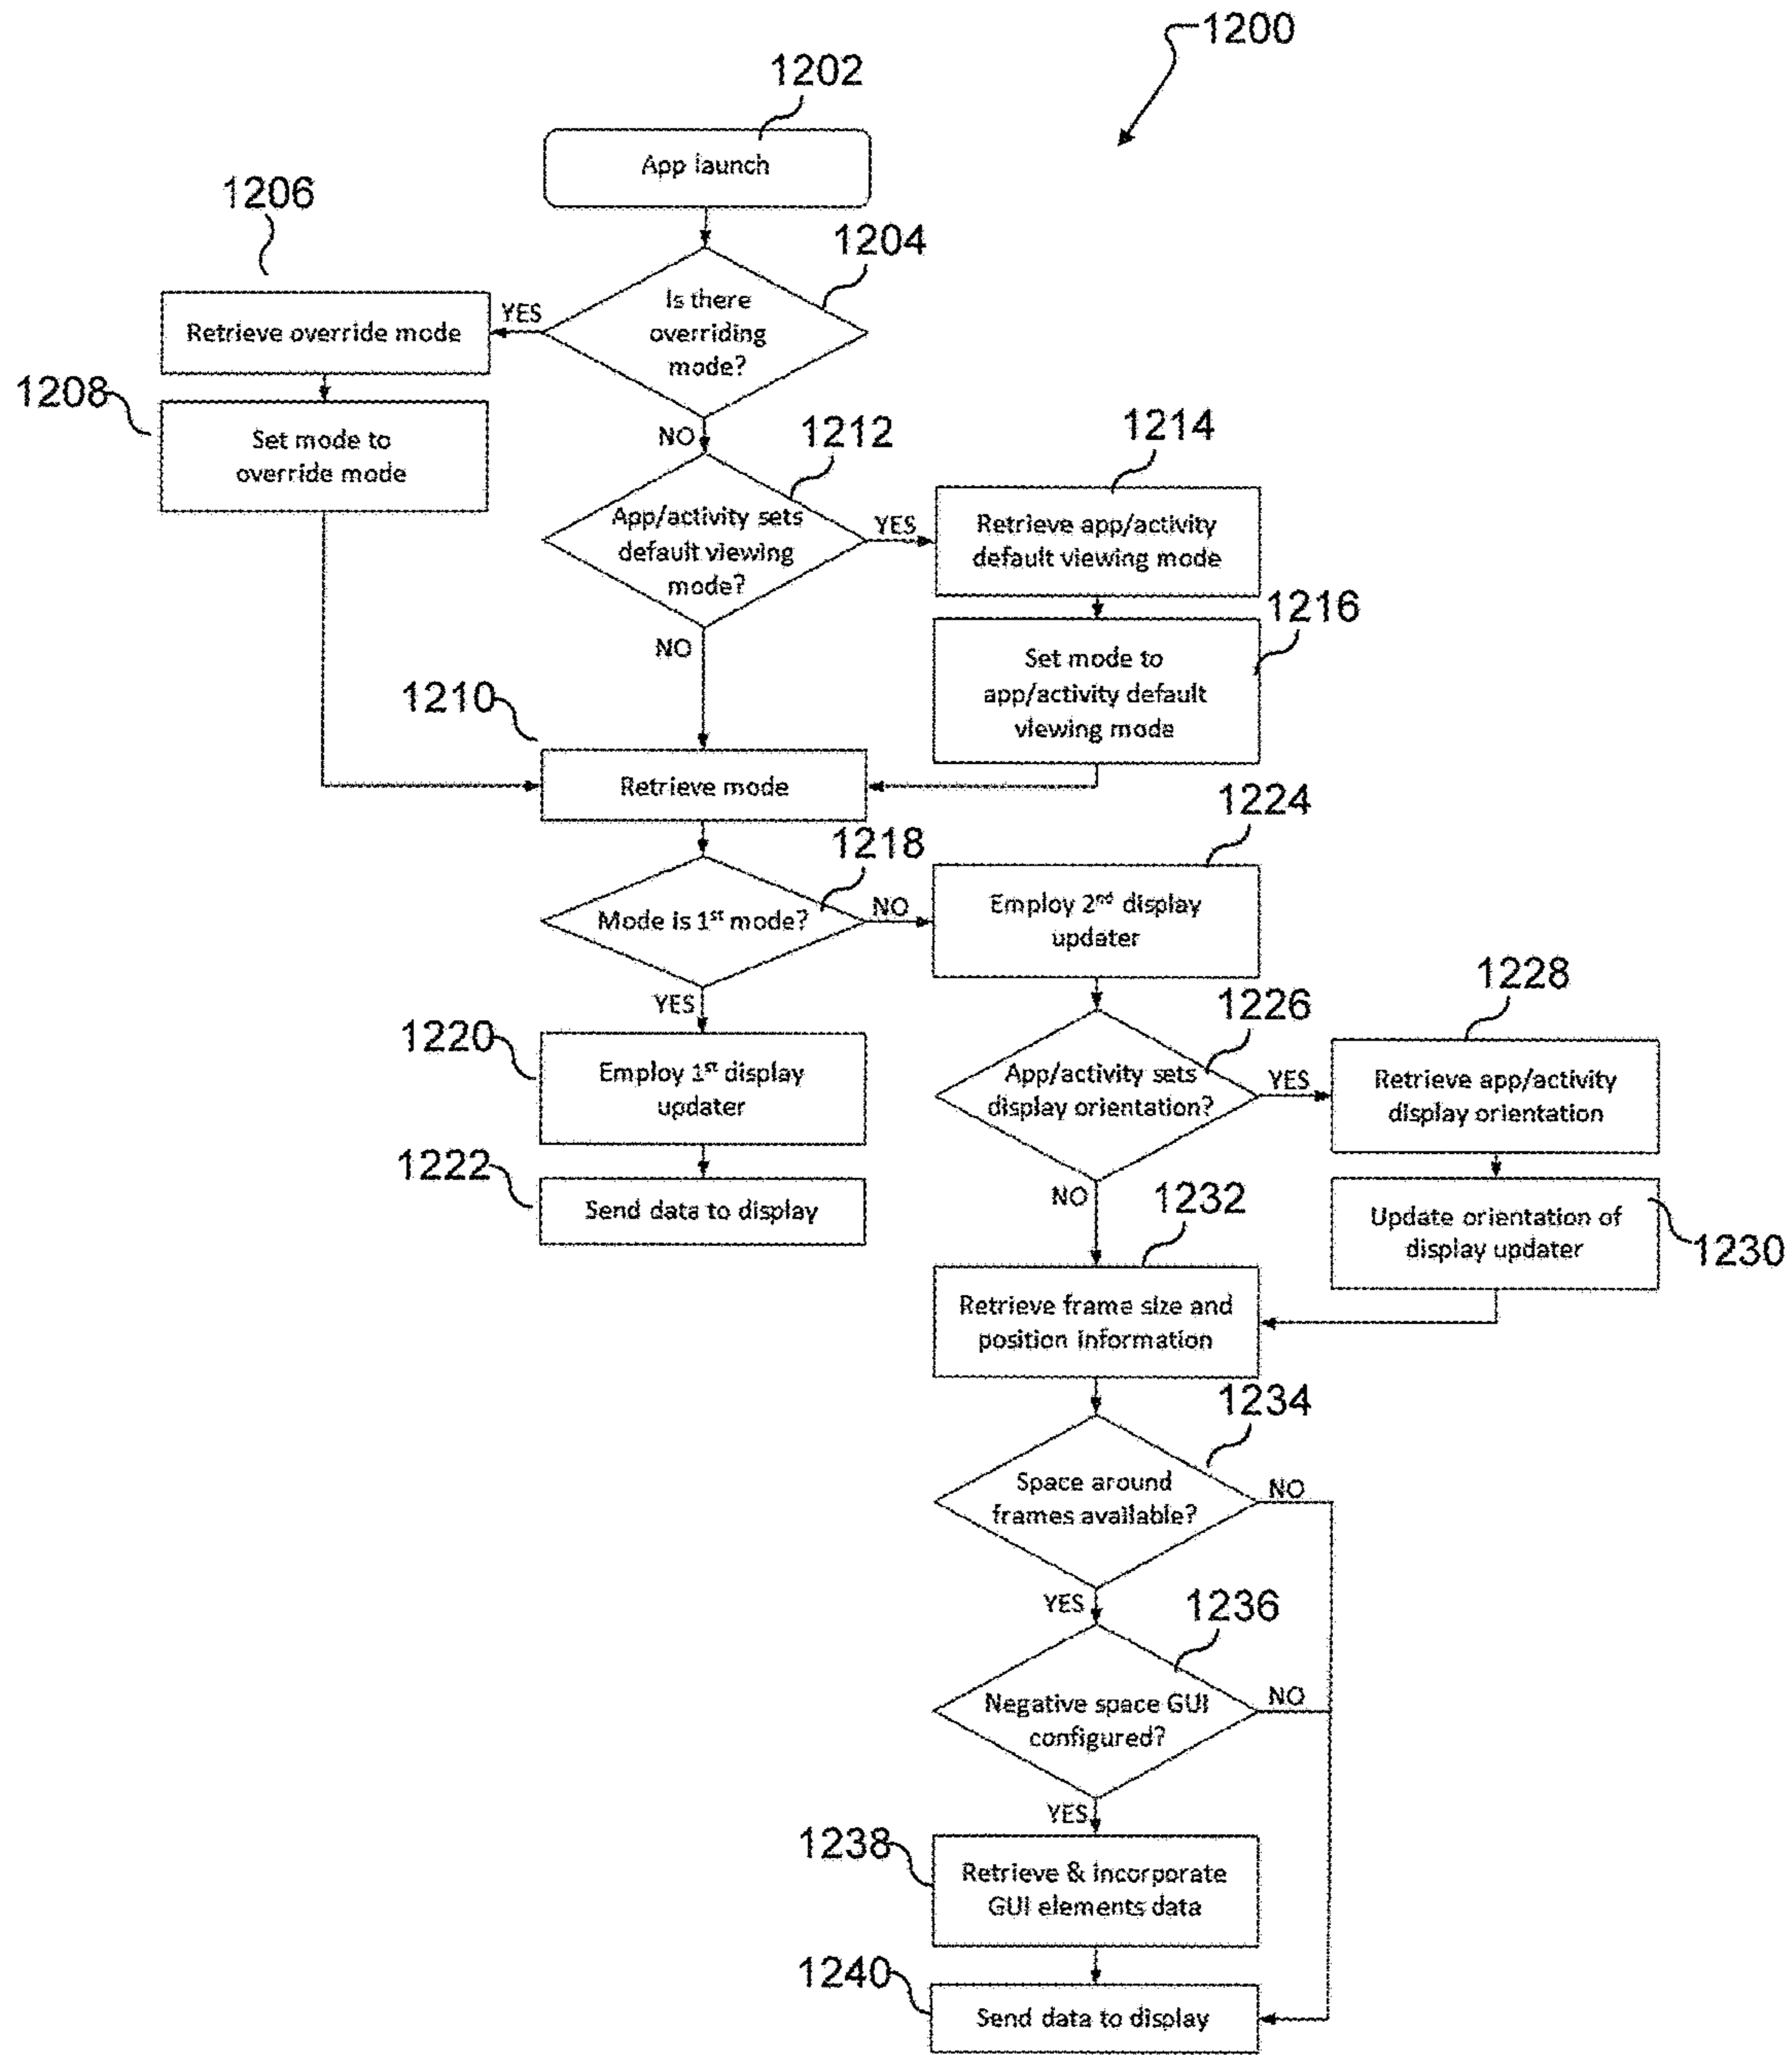 1200
1202
App launch
1206
1204
Is there
overriding
mode?
YES
Retrieve override mode
1208
Set mode to
override mode
NO
1212
1214
App/activity sets
default viewing
mode?
YES
Retrieve app/activity
default viewing mode
NO
1216
Set mode to
app/activity default
viewing mode
1210
Retrieve mode
1224
1218
Mode is 1st mode?
NO
Employ 2nd display
updater
YES
1220
Employ 1st display
updater
1226
1228
App/activity sets
display orientation?
YES
Retrieve app/activity
display orientation
1222
Send data to display
NO
1232
Update orientation of
display updater
1230
Retrieve frame size and
position information
1234
Space around
frames available?
NO
YES
1236
Negative space GUI
configured?
NO
YES
1238
Retrieve & incorporate
GUI elements data
1240
Send data to display